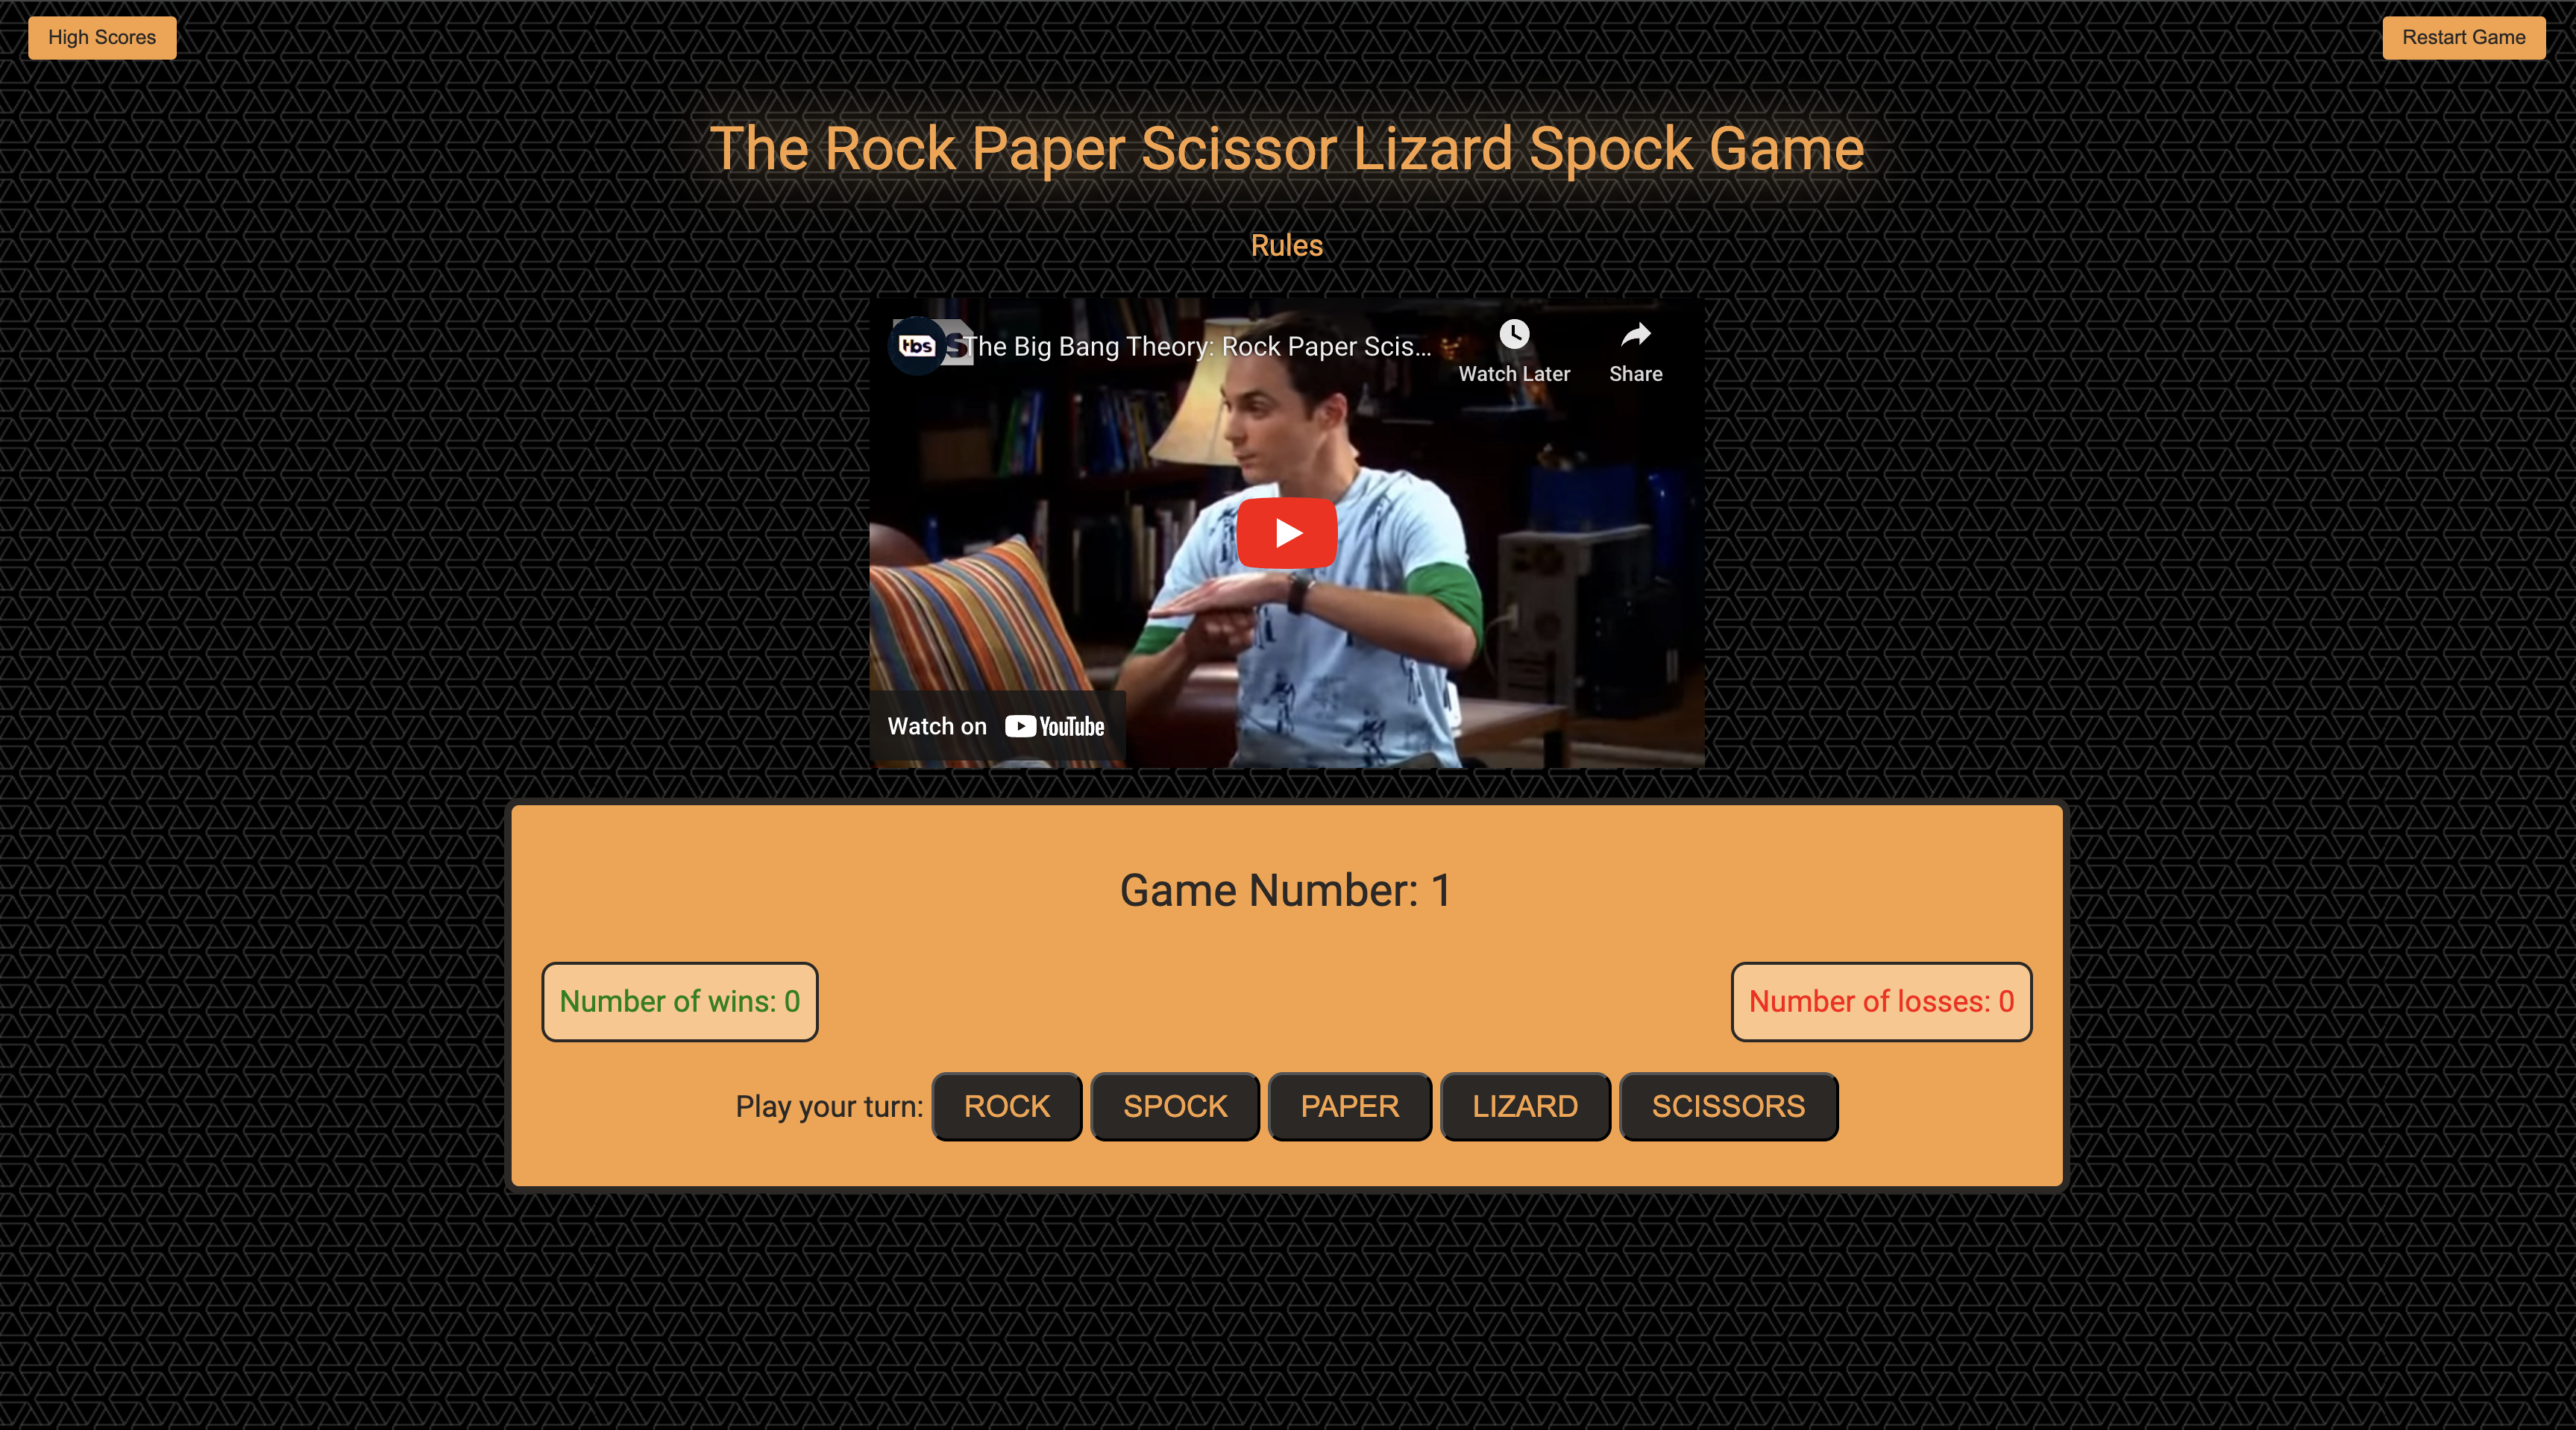 High Scores
Restart Game
The Rock Paper Scissor Lizard Spock Game
Rules
tbs
The Big Bang Theory: Rock Paper Scis...
Watch Later
Share
Watch on YouTube
Game Number: 1
Number of wins: 0
Number of losses: 0
Play your turn: ROCK SPOCK PAPER LIZARD SCISSORS